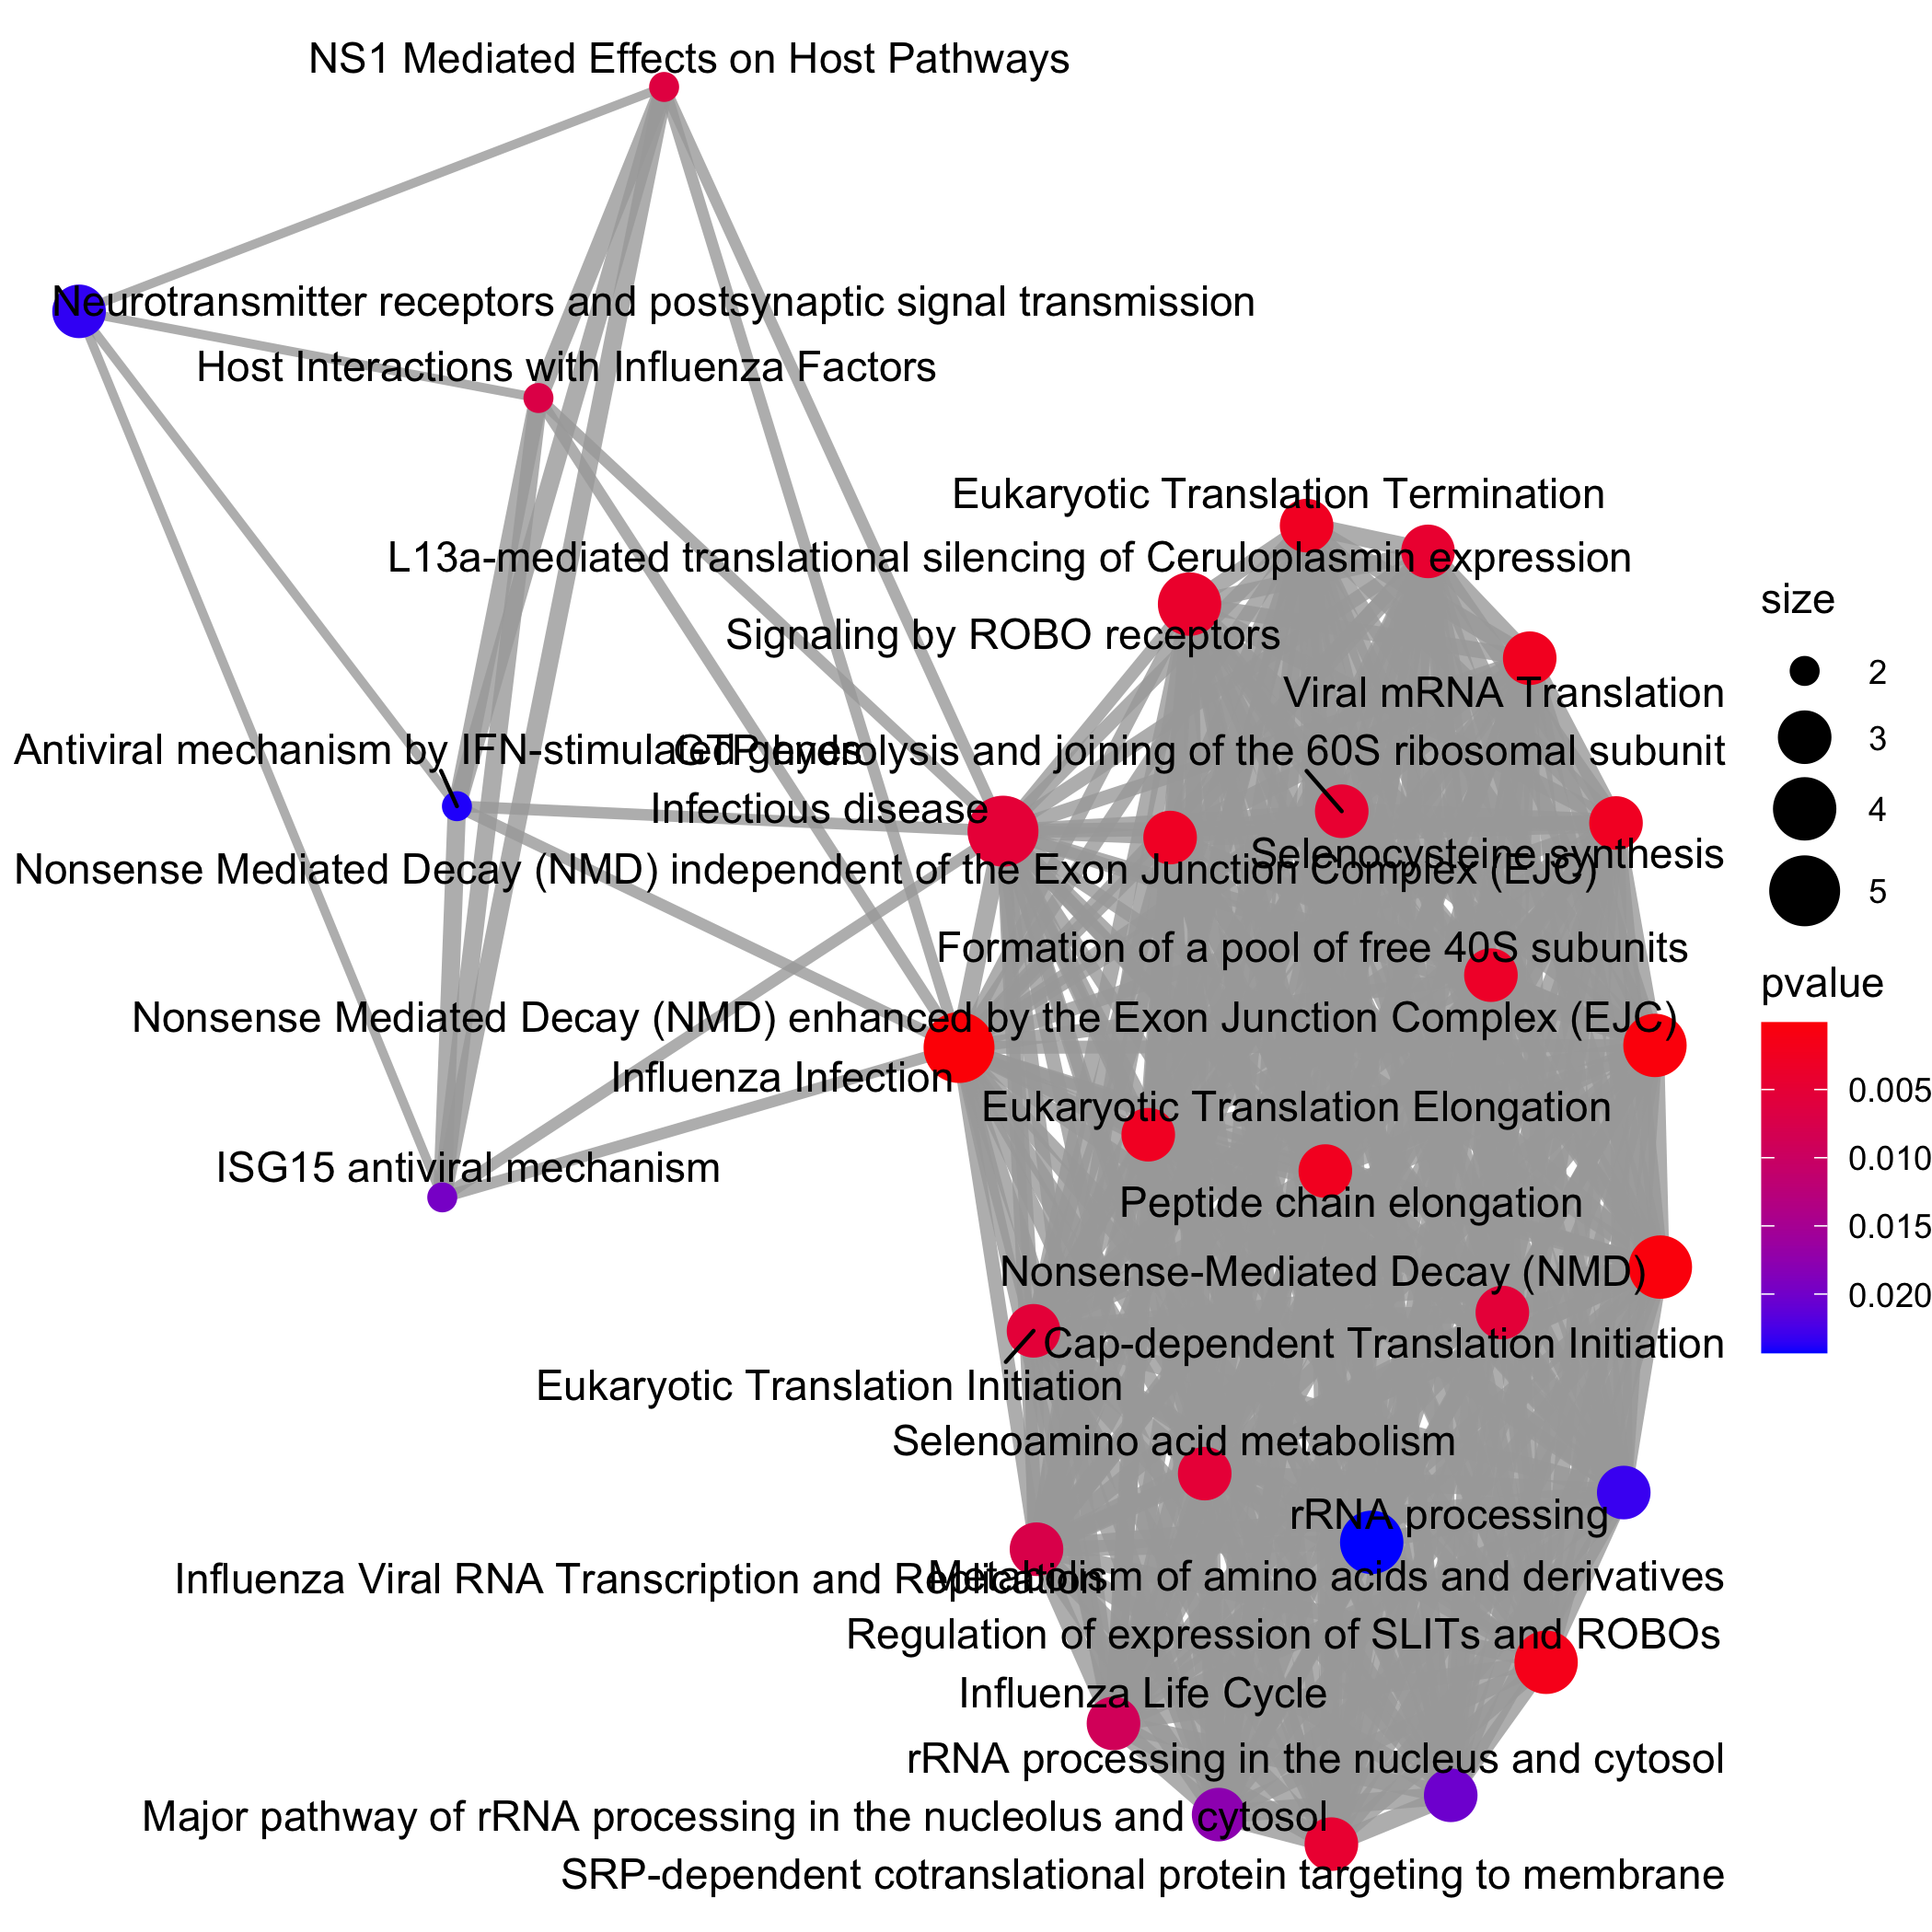 NS1 Mediated Effects on Host Pathways
Neurotransmitter receptors and postsynaptic signal transmission
Host Interactions with Influenza Factors
Eukaryotic Translation Termination
L13a-mediated translational silencing of Ceruloplasmin expression
Signaling by ROBO receptors
Viral mRNA Translation
Antiviral mechanism by IFN-stimulated genes
GTP hydrolysis and joining of the 60S ribosomal subunit
Infectious disease
Selenocysteine synthesis
Nonsense Mediated Decay (NMD) independent of the Exon Junction Complex (EJC)
Formation of a pool of free 40S subunits
Nonsense Mediated Decay (NMD) enhanced by the Exon Junction Complex (EJC)
Influenza Infection
Eukaryotic Translation Elongation
ISG15 antiviral mechanism
Peptide chain elongation
Nonsense-Mediated Decay (NMD)
Cap-dependent Translation Initiation
Eukaryotic Translation Initiation
Selenoamino acid metabolism
rRNA processing
Influenza Viral RNA Transcription and Replication
Metabolism of amino acids and derivatives
Regulation of expression of SLITs and ROBOs
Influenza Life Cycle
rRNA processing in the nucleus and cytosol
Major pathway of rRNA processing in the nucleolus and cytosol
SRP-dependent cotranslational protein targeting to membrane
size
2
3
4
5
pvalue
0.005
0.010
0.015
0.020